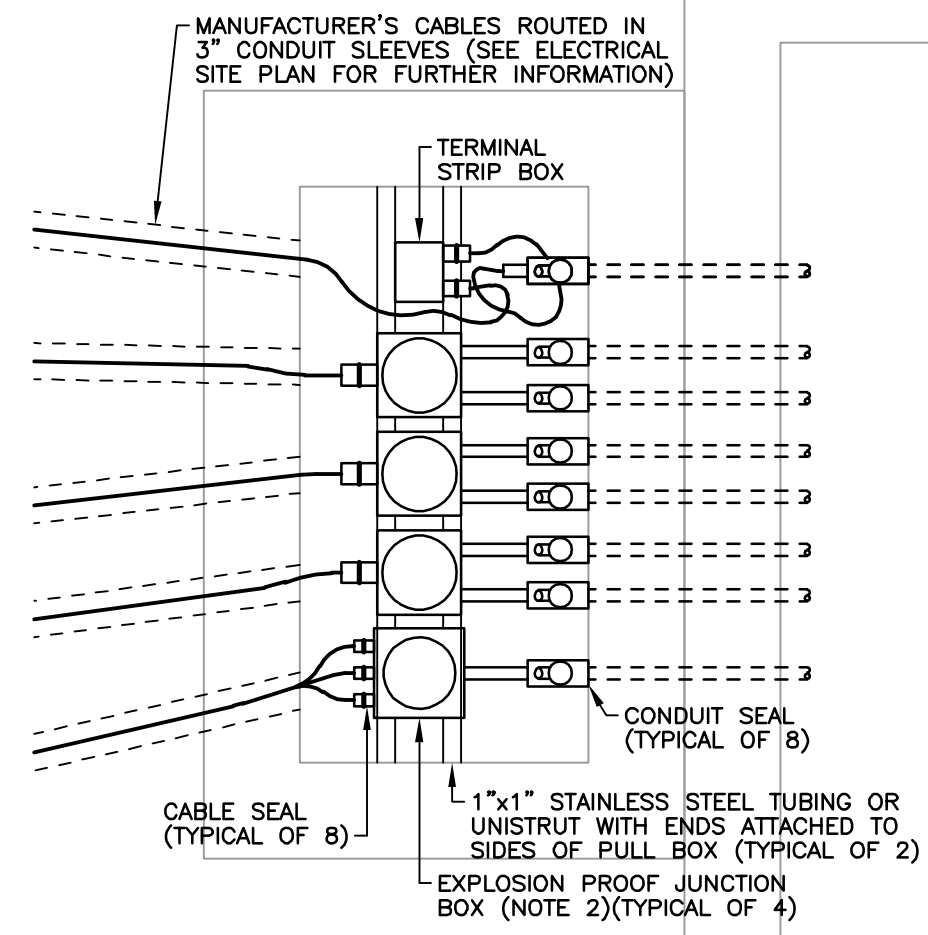 MANUFACTURER'S CABLES ROUTED IN
3" CONDUIT SLEEVES (SEE ELECTRICAL
SITE PLAN FOR FURTHER INFORMATION)
TERMINAL
STRIP BOX
CONDUIT SEAL
(TYPICAL OF 8)
1"x1" STAINLESS STEEL TUBING OR
UNISTRUT WITH ENDS ATTACHED TO
SIDES OF PULL BOX (TYPICAL OF 2)
CABLE SEAL
(TYPICAL OF 8)
EXPLOSION PROOF JUNCTION
BOX (NOTE 2)(TYPICAL OF 4)